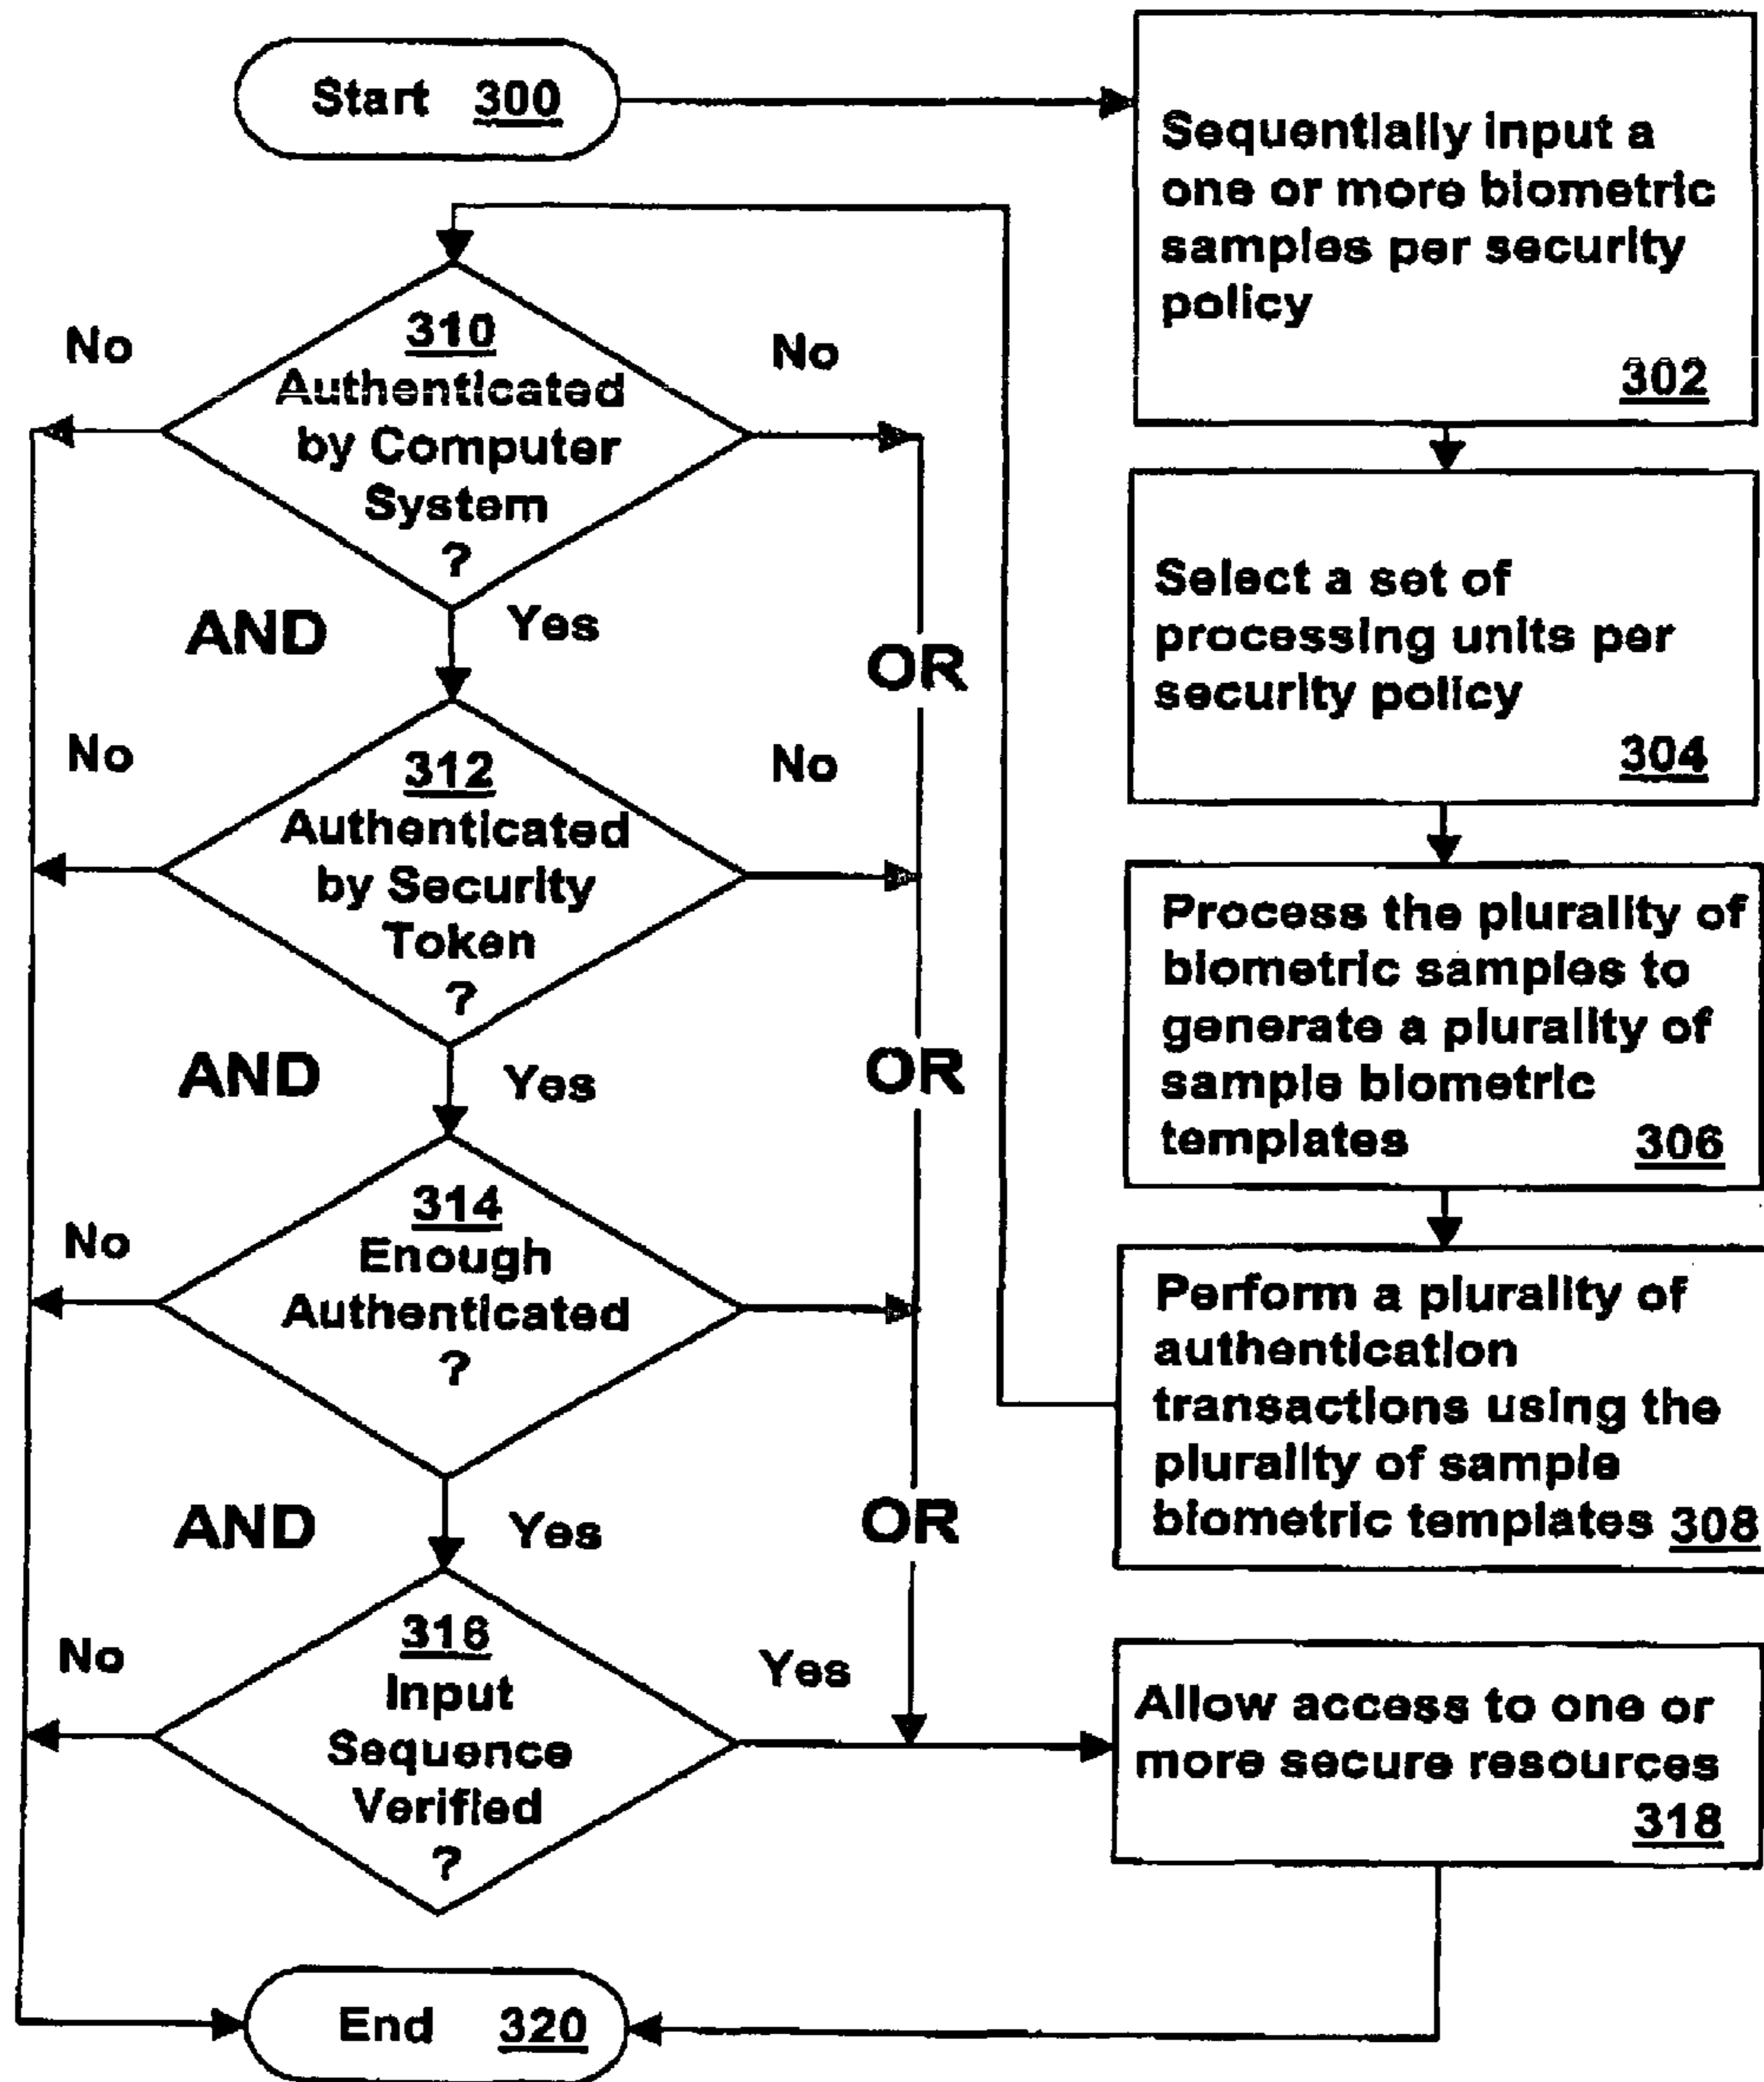 Start 300
Sequentially input a
one or more biometric
samples per security
policy
302
Select a set of
processing units per
security policy
304
Process the plurality of
biometric samples to
generate a plurality of
sample biometric
templates 306
Perform a plurality of
authentication
transactions using the
plurality of sample
biometric templates 308
No
310
Authenticated
by Computer
System
?
No
AND
Yes
OR
No
312
Authenticated
by Security
Token
?
No
AND
Yes
OR
No
314
Enough
Authenticated
?
AND
Yes
OR
No
316
Input
Sequence
Verified
?
Yes
Allow access to one or
more secure resources
318
End 320